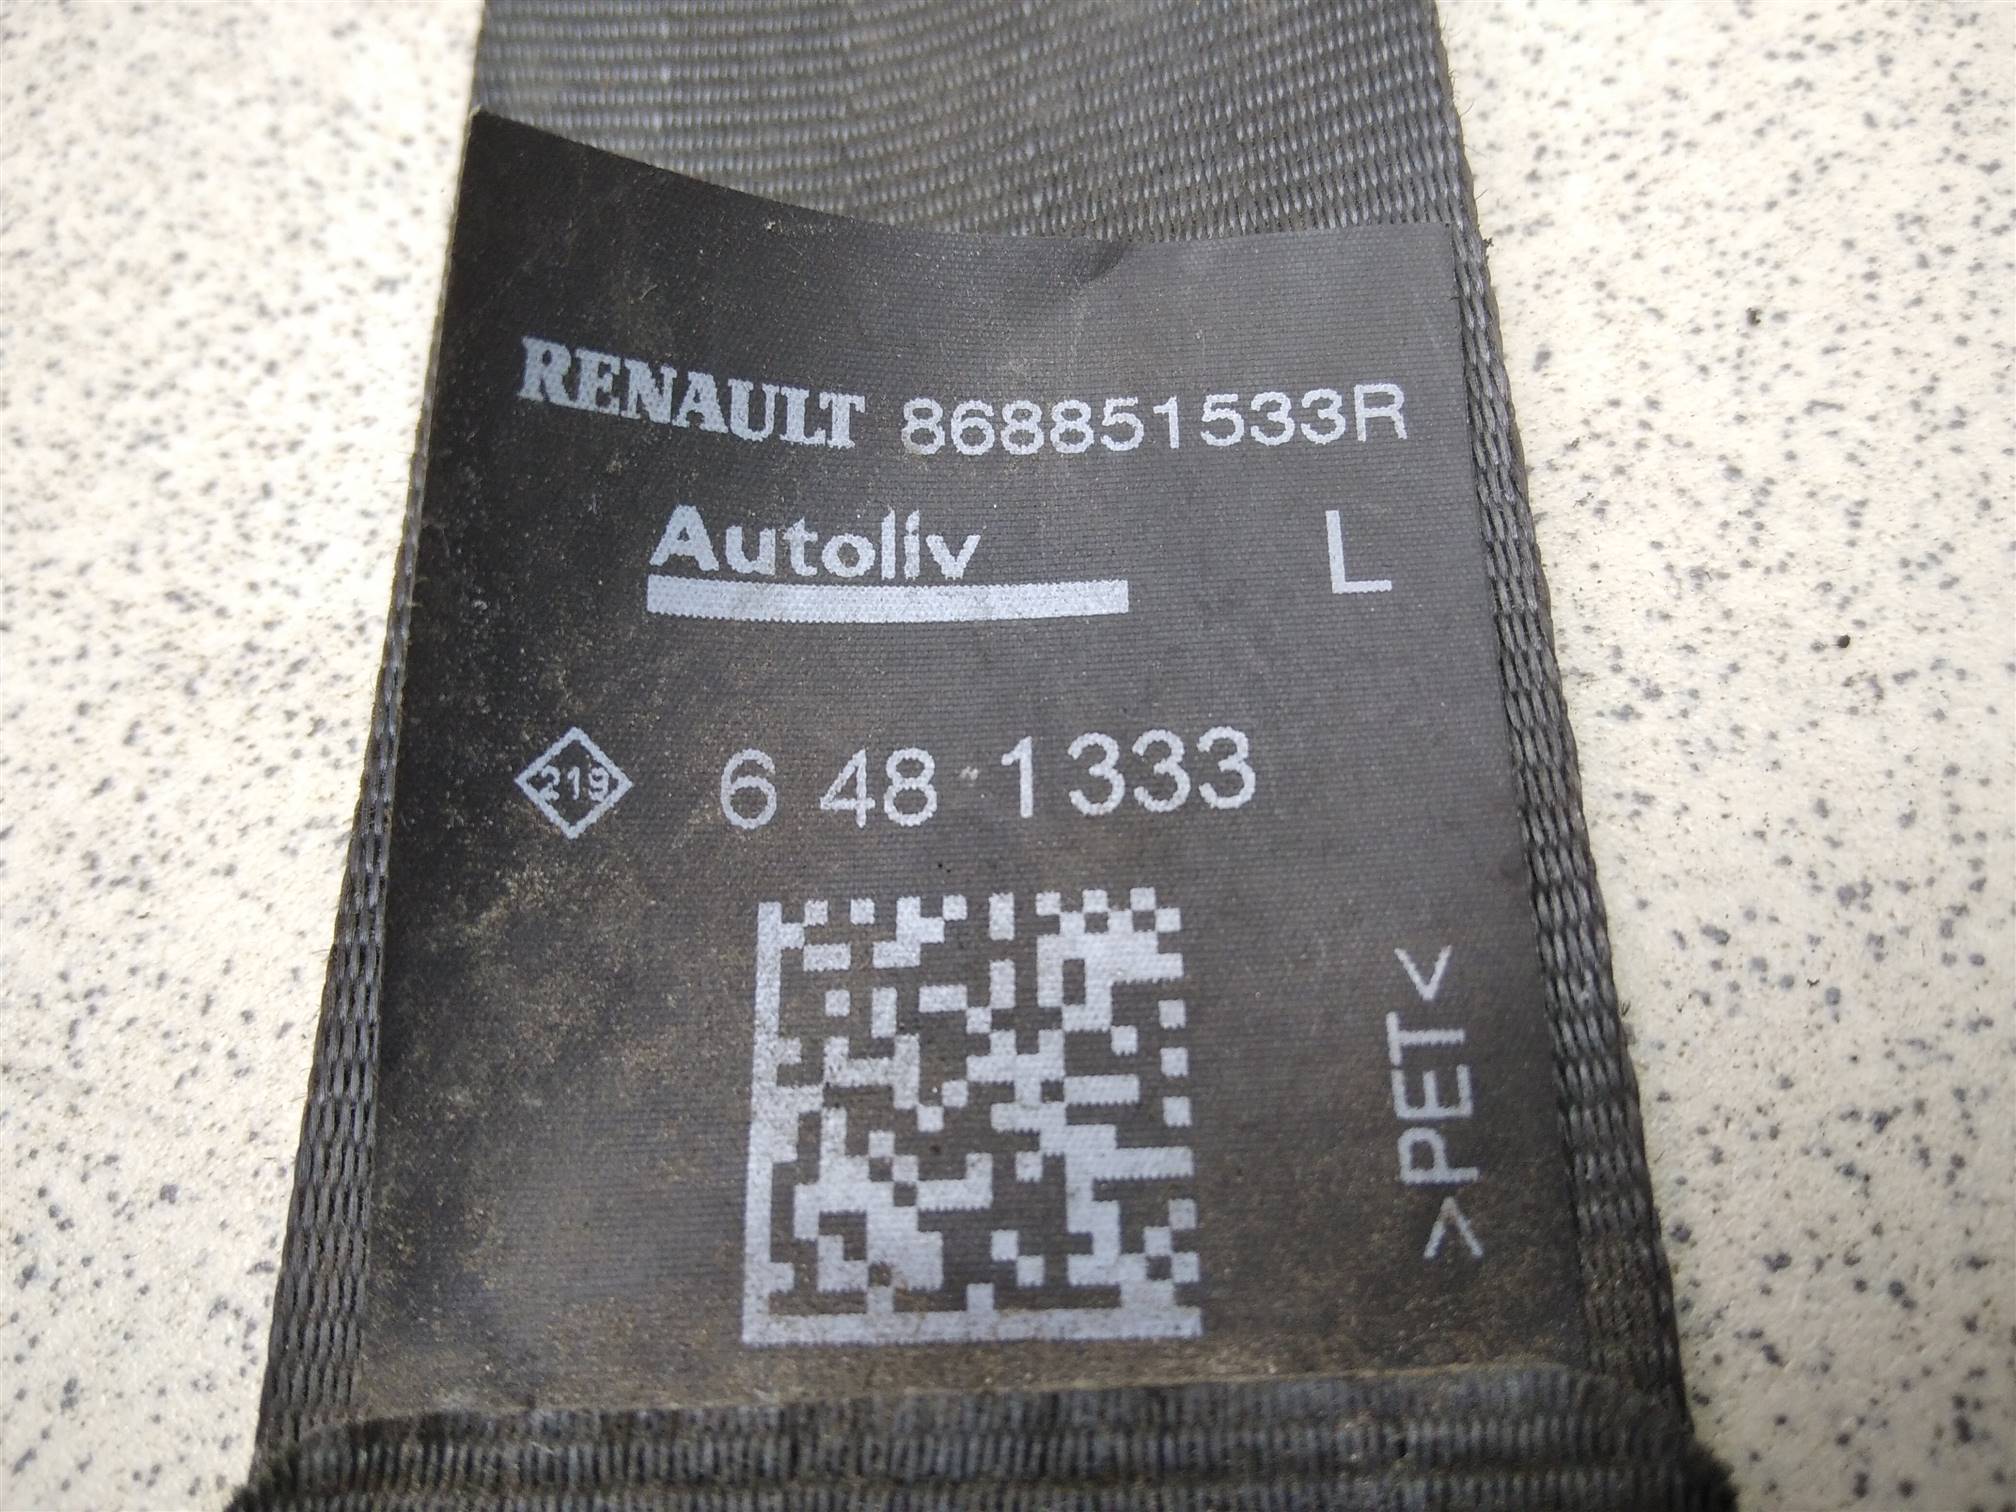 RENAULT 868851533R
Autoliv L
219 6 48 1333
>PET<